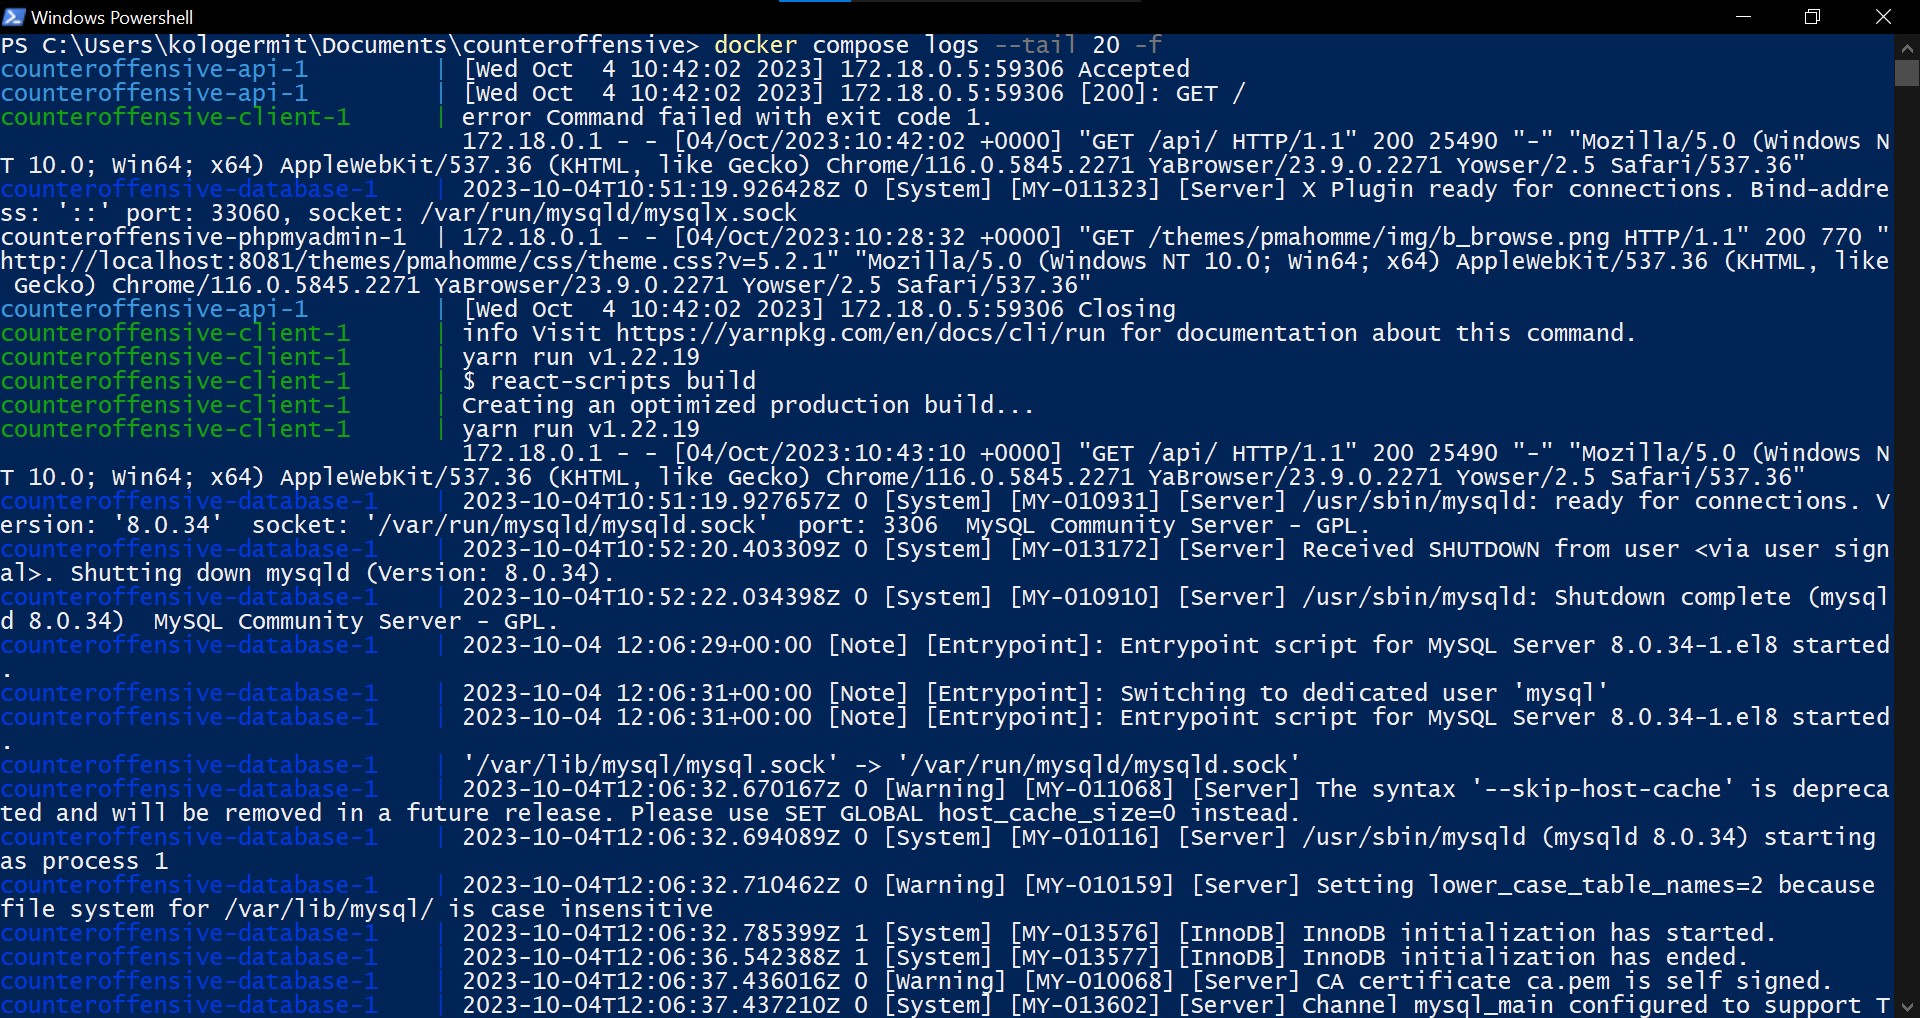 Windows Powershell
PS C:\Users\kologermit\Documents\counteroffensive> docker compose logs --tail 20 -f
counteroffensive-api-1         | [Wed Oct  4 10:42:02 2023] 172.18.0.5:59306 Accepted
counteroffensive-api-1         | [Wed Oct  4 10:42:02 2023] 172.18.0.5:59306 [200]: GET /
counteroffensive-client-1      | error Command failed with exit code 1.
172.18.0.1 - - [04/Oct/2023:10:42:02 +0000] "GET /api/ HTTP/1.1" 200 25490 "-" "Mozilla/5.0 (Windows N
T 10.0; Win64; x64) AppleWebKit/537.36 (KHTML, like Gecko) Chrome/116.0.5845.2271 YaBrowser/23.9.0.2271 Yowser/2.5 Safari/537.36"
counteroffensive-database-1    | 2023-10-04T10:51:19.926428Z 0 [System] [MY-011323] [Server] X Plugin ready for connections. Bind-addre
ss: '::' port: 33060, socket: /var/run/mysqld/mysqlx.sock
counteroffensive-phpmyadmin-1  | 172.18.0.1 - - [04/Oct/2023:10:28:32 +0000] "GET /themes/pmahomme/img/b_browse.png HTTP/1.1" 200 770 "
http://localhost:8081/themes/pmahomme/css/theme.css?v=5.2.1" "Mozilla/5.0 (Windows NT 10.0; Win64; x64) AppleWebKit/537.36 (KHTML, like
 Gecko) Chrome/116.0.5845.2271 YaBrowser/23.9.0.2271 Yowser/2.5 Safari/537.36"
counteroffensive-api-1         | [Wed Oct  4 10:42:02 2023] 172.18.0.5:59306 Closing
counteroffensive-client-1      | info Visit https://yarnpkg.com/en/docs/cli/run for documentation about this command.
counteroffensive-client-1      | yarn run v1.22.19
counteroffensive-client-1      | $ react-scripts build
counteroffensive-client-1      | Creating an optimized production build...
counteroffensive-client-1      | yarn run v1.22.19
172.18.0.1 - - [04/Oct/2023:10:43:10 +0000] "GET /api/ HTTP/1.1" 200 25490 "-" "Mozilla/5.0 (Windows N
T 10.0; Win64; x64) AppleWebKit/537.36 (KHTML, like Gecko) Chrome/116.0.5845.2271 YaBrowser/23.9.0.2271 Yowser/2.5 Safari/537.36"
counteroffensive-database-1    | 2023-10-04T10:51:19.927657Z 0 [System] [MY-010931] [Server] /usr/sbin/mysqld: ready for connections. V
ersion: '8.0.34'  socket: '/var/run/mysqld/mysqld.sock'  port: 3306  MySQL Community Server - GPL.
counteroffensive-database-1    | 2023-10-04T10:52:20.403309Z 0 [System] [MY-013172] [Server] Received SHUTDOWN from user <via user sign
al>. Shutting down mysqld (Version: 8.0.34).
counteroffensive-database-1    | 2023-10-04T10:52:22.034398Z 0 [System] [MY-010910] [Server] /usr/sbin/mysqld: Shutdown complete (mysql
d 8.0.34)  MySQL Community Server - GPL.
counteroffensive-database-1    | 2023-10-04 12:06:29+00:00 [Note] [Entrypoint]: Entrypoint script for MySQL Server 8.0.34-1.el8 started
.
counteroffensive-database-1    | 2023-10-04 12:06:31+00:00 [Note] [Entrypoint]: Switching to dedicated user 'mysql'
counteroffensive-database-1    | 2023-10-04 12:06:31+00:00 [Note] [Entrypoint]: Entrypoint script for MySQL Server 8.0.34-1.el8 started
.
counteroffensive-database-1    | '/var/lib/mysql/mysql.sock' -> '/var/run/mysqld/mysqld.sock'
counteroffensive-database-1    | 2023-10-04T12:06:32.670167Z 0 [Warning] [MY-011068] [Server] The syntax '--skip-host-cache' is depreca
ted and will be removed in a future release. Please use SET GLOBAL host_cache_size=0 instead.
counteroffensive-database-1    | 2023-10-04T12:06:32.694089Z 0 [System] [MY-010116] [Server] /usr/sbin/mysqld (mysqld 8.0.34) starting
as process 1
counteroffensive-database-1    | 2023-10-04T12:06:32.710462Z 0 [Warning] [MY-010159] [Server] Setting lower_case_table_names=2 because
file system for /var/lib/mysql/ is case insensitive
counteroffensive-database-1    | 2023-10-04T12:06:32.785399Z 1 [System] [MY-013576] [InnoDB] InnoDB initialization has started.
counteroffensive-database-1    | 2023-10-04T12:06:36.542388Z 1 [System] [MY-013577] [InnoDB] InnoDB initialization has ended.
counteroffensive-database-1    | 2023-10-04T12:06:37.436016Z 0 [Warning] [MY-010068] [Server] CA certificate ca.pem is self signed.
counteroffensive-database-1    | 2023-10-04T12:06:37.437210Z 0 [System] [MY-013602] [Server] Channel mysql_main configured to support T